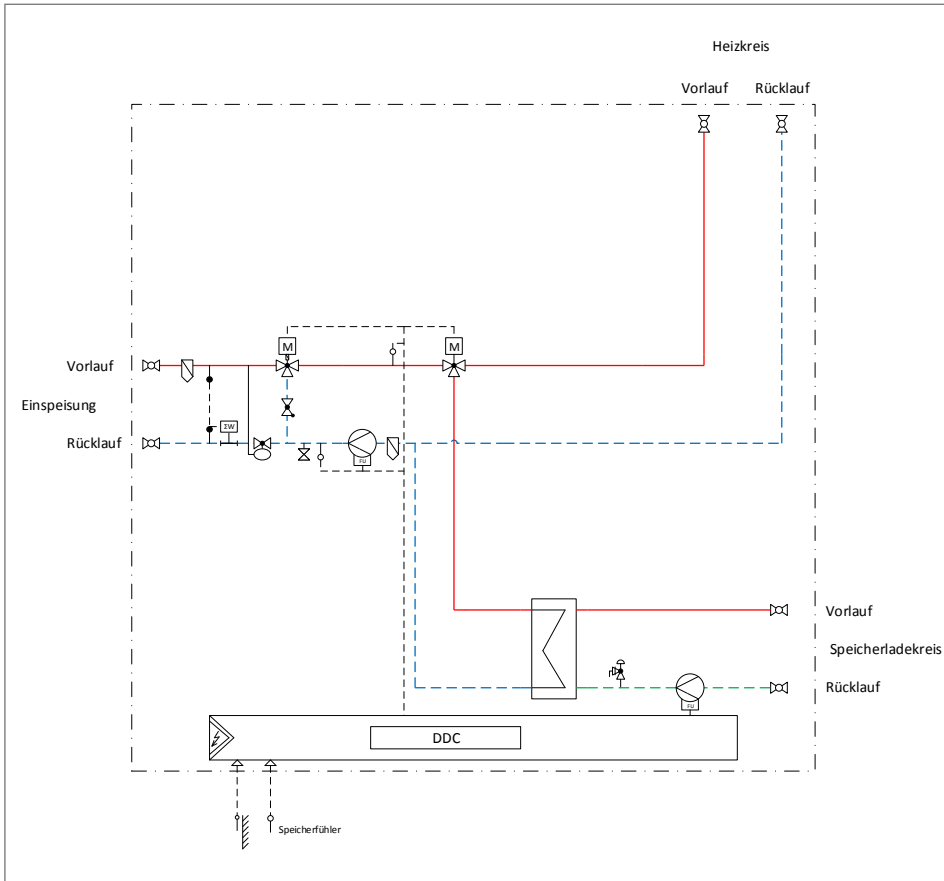 Heizkreis
Vorlauf Rücklauf
M M
Vorlauf
Einspeisung
ΣW
Rücklauf
FU
Vorlauf
Speicherladekreis
Rücklauf
FU
DDC
Speicherfühler